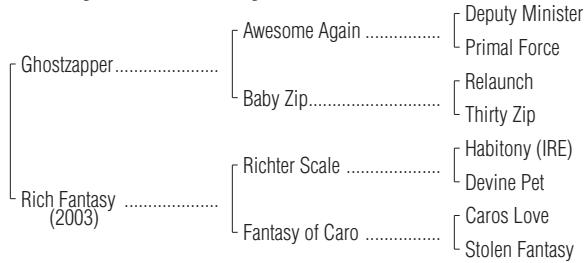 Deputy Minister
Awesome Again ................
Primal Force
Ghostzapper.....................
Relaunch
Baby Zip...........................
Thirty Zip
Habitony (IRE)
Richter Scale ...................
Devine Pet
Rich Fantasy ...................
(2003)
Caros Love
Fantasy of Caro ...............
Stolen Fantasy